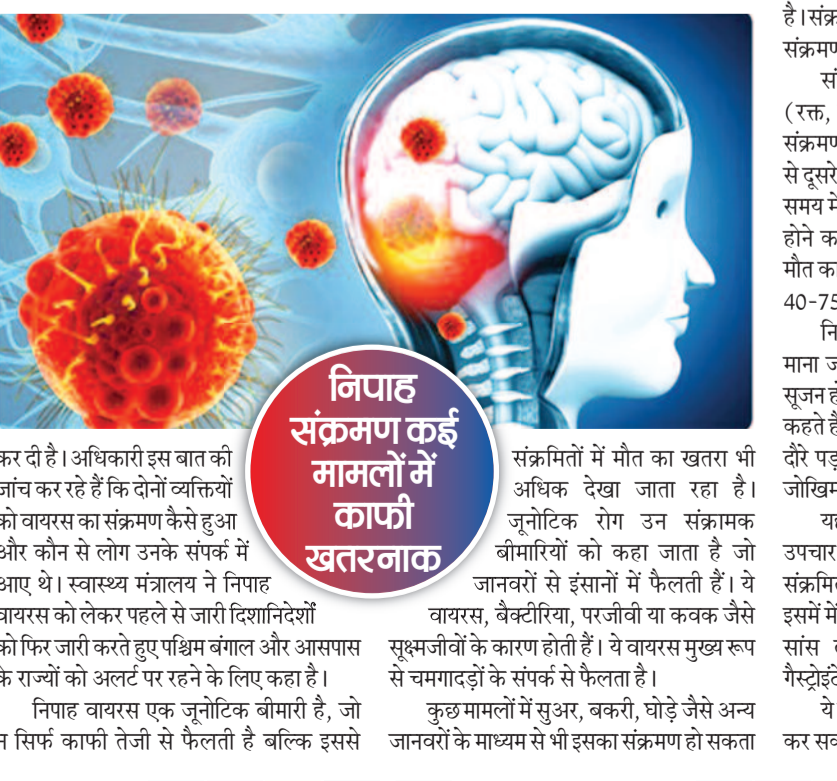 निपाह
संक्रमण कई
मामलों में
काफी
खतरनाक
कर दी है। अधिकारी इस बात की
जांच कर रहे हैं कि दोनों व्यक्तियों
को वायरस का संक्रमण कैसे हुआ
और कौन से लोग उनके संपर्क में
आए थे। स्वास्थ्य मंत्रालय ने निपाह
वायरस को लेकर पहले से जारी दिशानिदेशों
को फिर जारी करते हुए पश्चिम बंगाल और आसपास
के राज्यों को अलर्ट पर रहने के लिए कहा है।
निपाह वायरस एक जूनोटिक बीमारी है, जो
न सिर्फ काफी तेजी से फैलती है बल्कि इससे
संक्रमितों में मौत का खतरा भी
अधिक देखा जाता रहा है।
जूनोटिक रोग उन संक्रामक
बीमारियों को कहा जाता है जो
जानवरों से इंसानों में फैलती हैं। ये
वायरस, बैक्टीरिया, परजीवी या कवक जैसे
सूक्ष्मजीवों के कारण होती हैं। ये वायरस मुख्य रूप
से चमगादड़ों के संपर्क से फैलता है।
कुछ मामलों में सुअर, बकरी, घोड़े जैसे अन्य
जानवरों के माध्यम से भी इसका संक्रमण हो सकता
है। संक्र
संक्रमण
(रक्त,
संक्रमण
से दूसरे
समय में
होने क
मौत का
40-75
माना ज
सूजन ह
कहते है
दौरे पड़
जोखिम
उपचार
संक्रमि
इसमें में
सांस
गैस्ट्रोइंटे
ये
कर सक